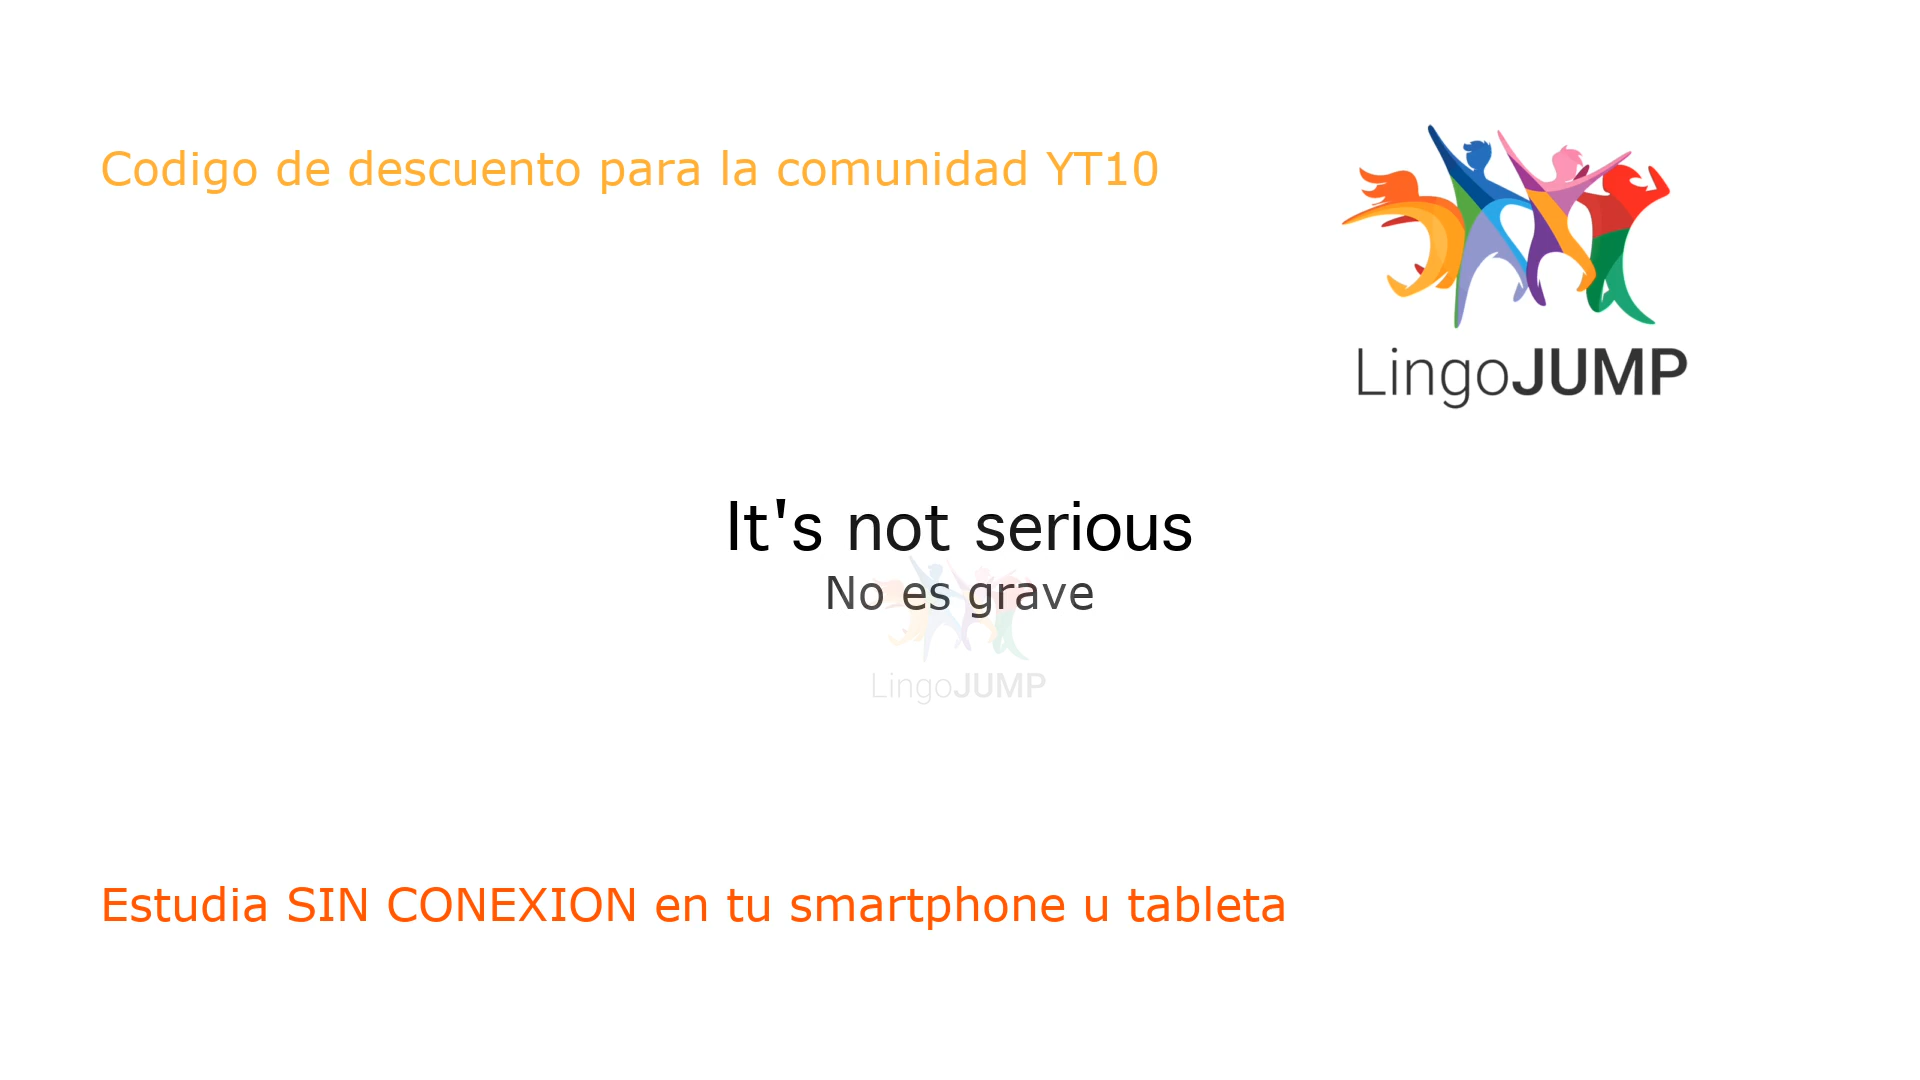 Codigo de descuento para la comunidad YT10
LingoJUMP
It's not serious
No es grave
LingoJUMP
Estudia SIN CONEXION en tu smartphone u tableta